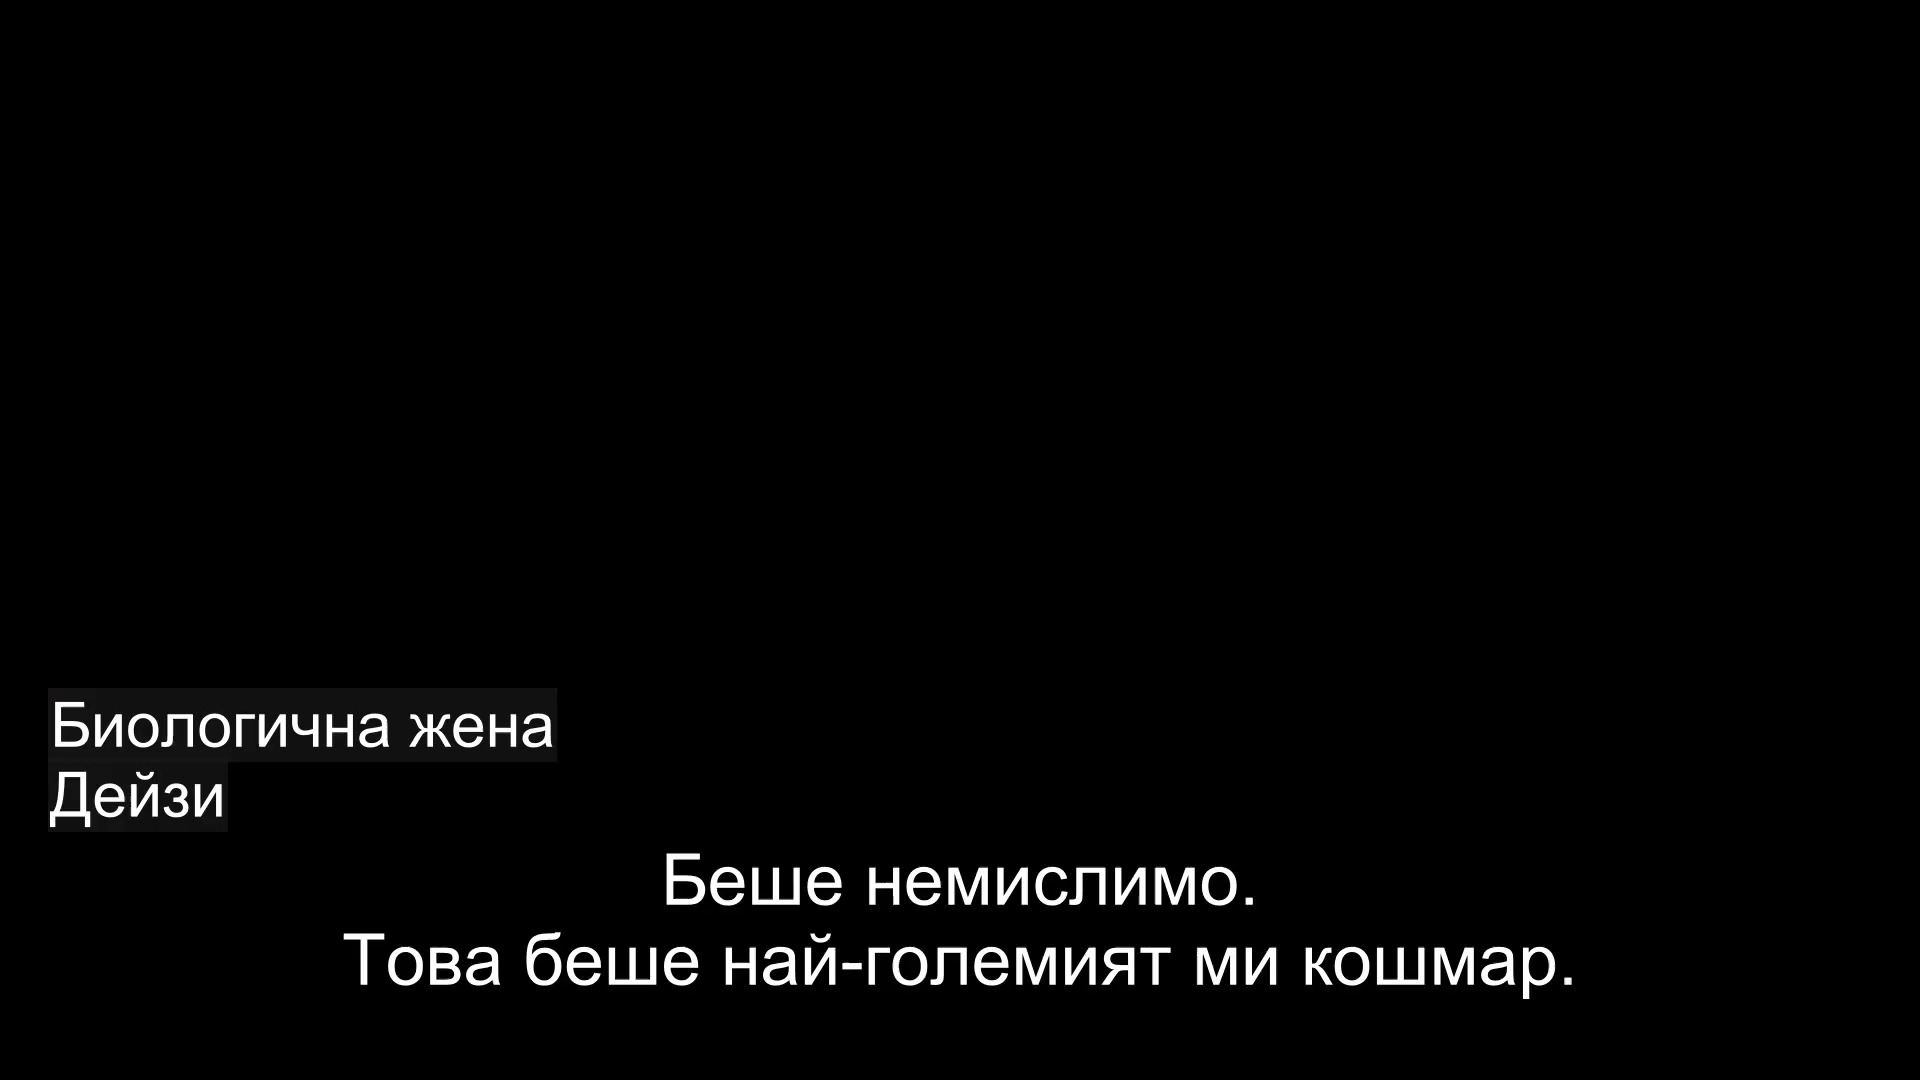 Биологична жена
Дейзи
Беше немислимо.
Това беше най-големият ми кошмар.